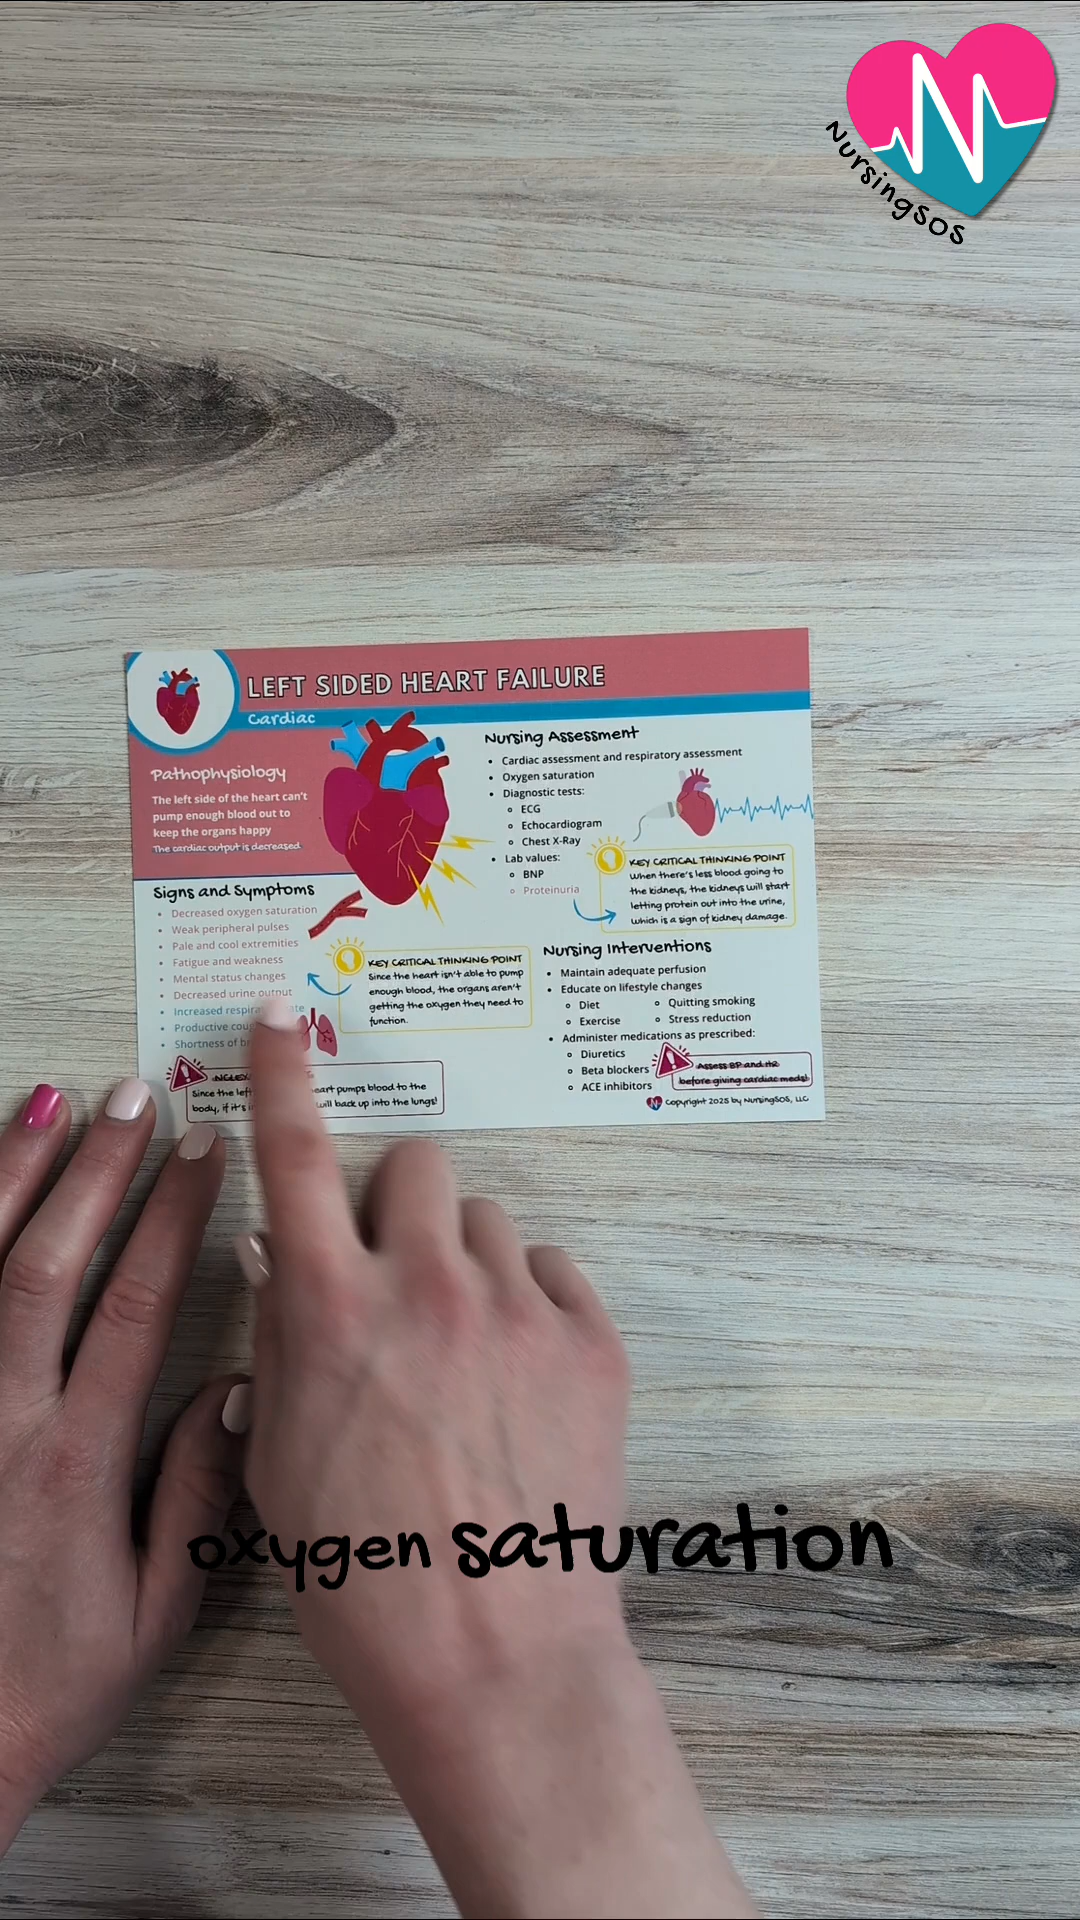 NursingSOS
LEFT SIDED HEART FAILURE
Cardiac
Pathophysiology
The left side of the heart can't
pump enough blood out to
keep the organs happy
The cardiac output is decreased
Signs and Symptoms
• Decreased oxygen saturation
• Weak peripheral pulses
• Pale and cool extremities
• Fatigue and weakness
• Mental status changes
• Decreased urine output
• Increased
• Productive
• Shortness of
KEY CRITICAL THINKING POINT
Since the heart isn't able to pump
enough blood, the organs aren't
getting the oxygen they need to
function.
NCLEX
Since the left heart pumps blood to the
body, if it's will back up into the lungs!
Nursing Assessment
• Cardiac assessment and respiratory assessment
• Oxygen saturation
• Diagnostic tests:
○ ECG
○ Echocardiogram
○ Chest X-Ray
• Lab values:
○ BNP
○ Proteinuria
KEY CRITICAL THINKING POINT
When there's less blood going to
the kidneys, the kidneys will start
letting protein out into the urine,
which is a sign of kidney damage.
Nursing Interventions
• Maintain adequate perfusion
• Educate on lifestyle changes
○ Diet ○ Quitting smoking
○ Exercise ○ Stress reduction
• Administer medications as prescribed:
○ Diuretics
○ Beta blockers
○ ACE inhibitors
Assess BP and HR
before giving cardiac meds!
Copyright 2025 by NursingSOS, LLC
oxygen saturation